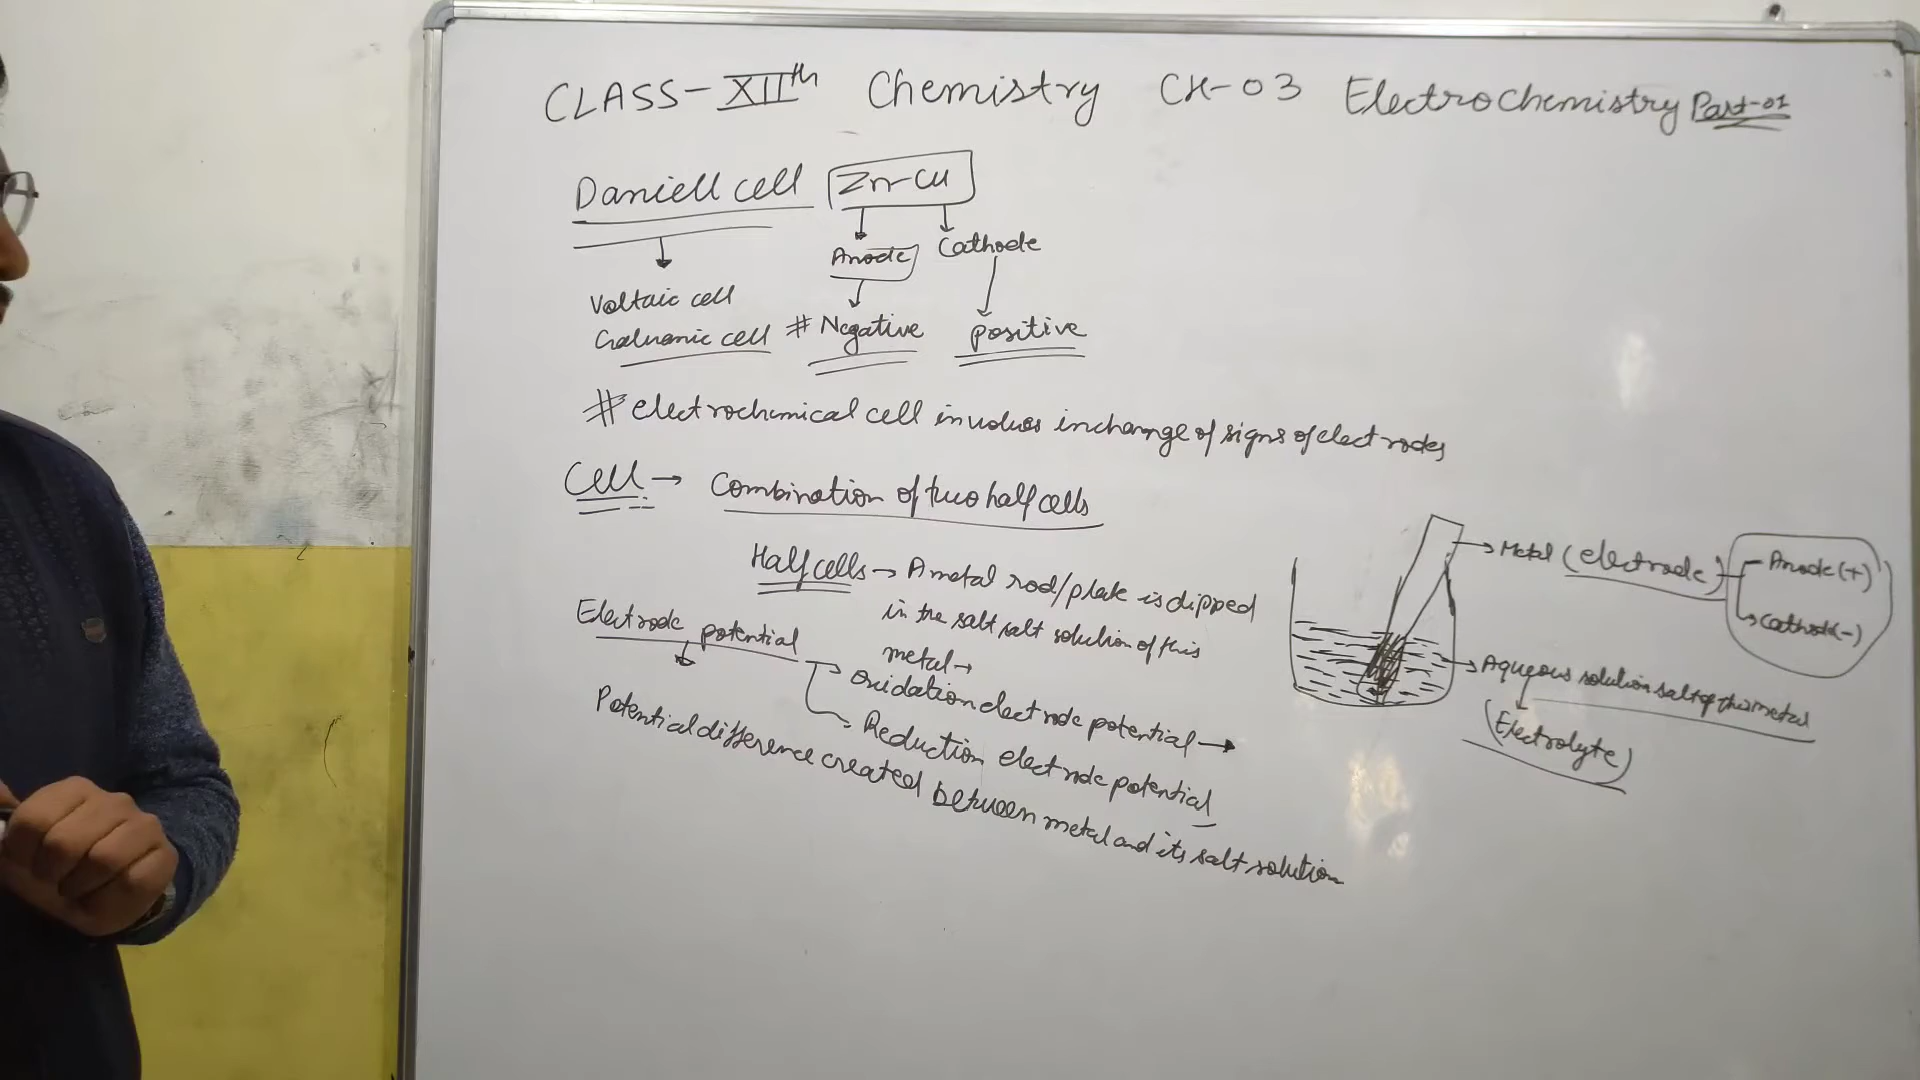 CLASS-XIIth Chemistry CH-03 Electrochemistry Part-01
Daniell cell Zn-Cu
Anode Cathode
Voltaic cell
Galvanic cell # Negative positive
# electrochemical cell involves inchange of signs of electrodes
Cell → Combination of two half cells
Half cells → A metal rod/plate is dipped
in the salt salt solution of this
metal →
Electrode potential
oxidation electrode potential →
Reduction electrode potential
Potential difference created between metal and its salt solution
→ Metal (electrode) Anode (+)
Cathode (-)
→ Aqueous solution salt of this metal
(Electrolyte)